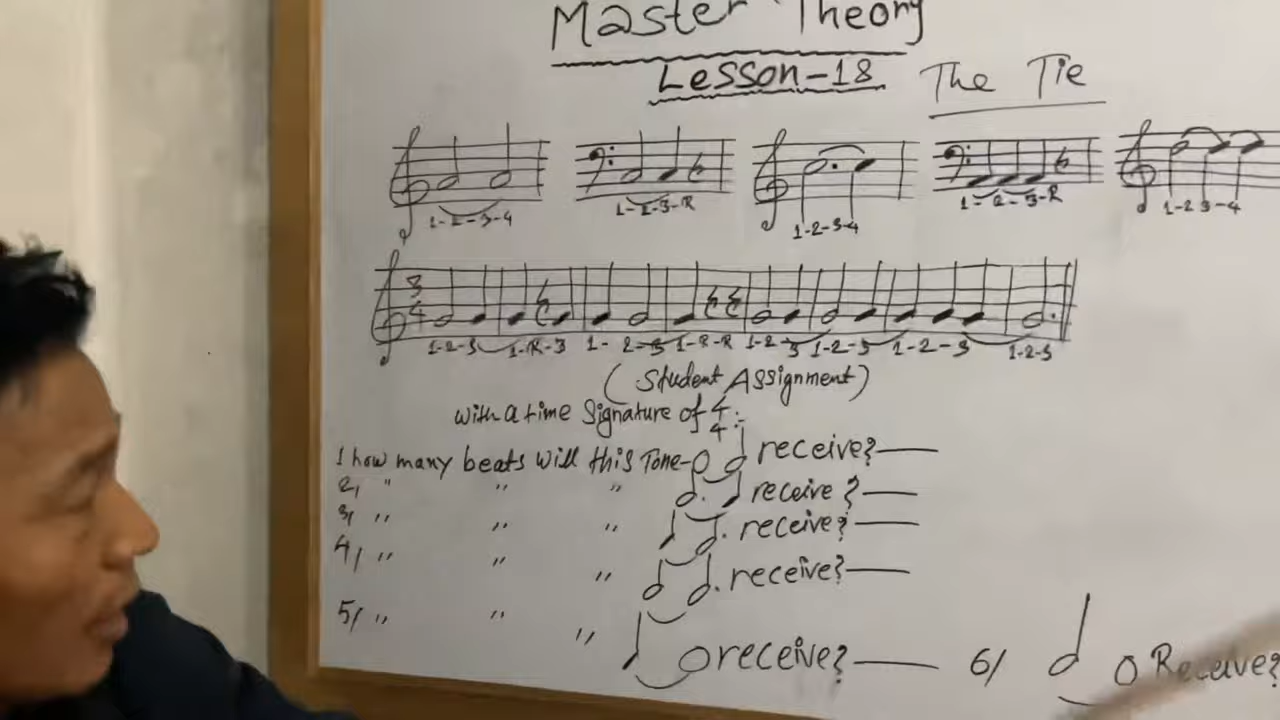 Master Theory
Lesson-18 The Tie
1-2-3-4 1-2-3-R 1-2-3-4 1-2-3-R 1-2 3-4
3
4
1-2-3 1-R-3 1- 2-3 1-R-R 1-2 3 1-2-3 1-2-3 1-2-3
(Student Assignment)
with a time Signature of 4/4:-
1 how many beats will this Tone- receive?
2, " " " receive?
3, " " " receive?
4, " " " receive?
5, " " " receive? 6, Receive?